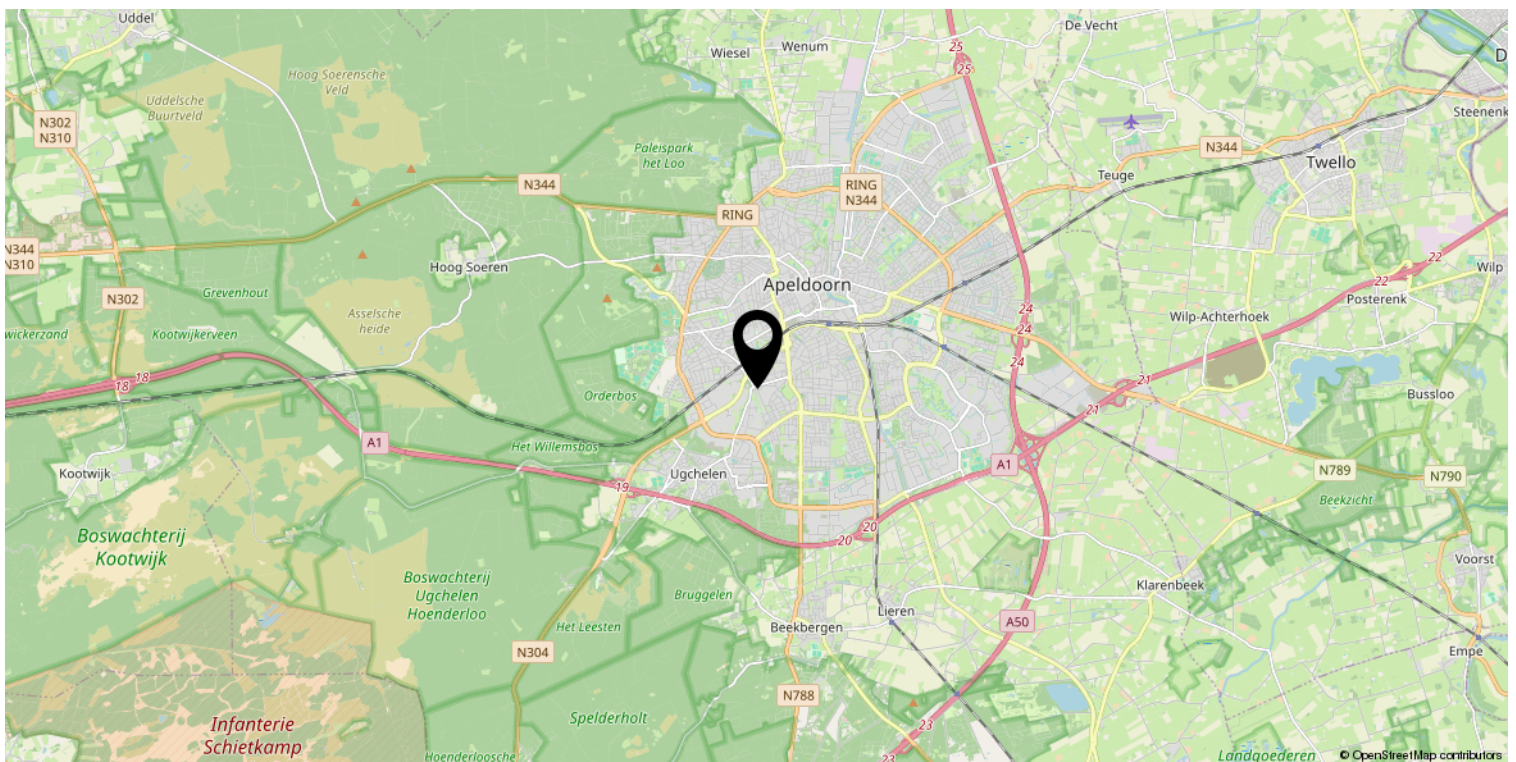 Uddel
De Vecht
Wiesel
Wenum
25
25
Hoog Soerensche
Veld
Uddelsche
Buurtveld
N302
N310
Steenenk
Paleispark
het Loo
N344
Twello
Teuge
N344
RING
N344
RING
N344
N310
Hoog Soeren
Apeldoorn
22
22
Wilp
Posterenk
Grevenhout
N302
Asselsche
heide
wickerzand
Kootwijkerveen
24
24
24
Wilp-Achterhoek
18
18
21
21
Bussloo
Orderbos
A1
Het Willemsbos
Kootwijk
Ugchelen
19
A1
N789
N790
Beekzicht
20
20
Boswachterij
Kootwijk
Boswachterij
Ugchelen
Hoenderloo
Bruggelen
Klarenbeek
Voorst
Het Leesten
Beekbergen
Lieren
A50
N304
Empe
N788
Spelderholt
Infanterie
Schietkamp
23
23
Hoenderloosche
Landgoederen
© OpenStreetMap contributors